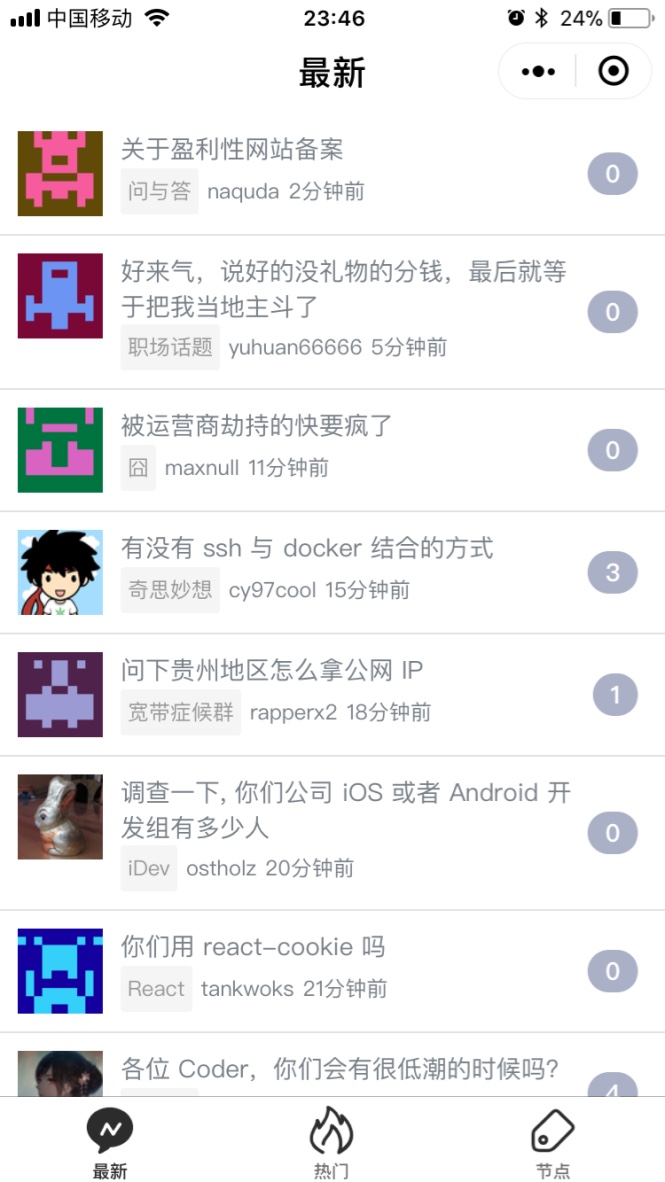 中国移动 23:46 24%
最新
关于盈利性网站备案
问与答 naquda 2分钟前
0
好来气，说好的没礼物的分钱，最后就等
于把我当地主斗了
职场话题 yuhuan66666 5分钟前
0
被运营商劫持的快要疯了
囧 maxnull 11分钟前
0
有没有 ssh 与 docker 结合的方式
奇思妙想 cy97cool 15分钟前
3
问下贵州地区怎么拿公网 IP
宽带症候群 rapperx2 18分钟前
1
调查一下, 你们公司 iOS 或者 Android 开
发组有多少人
iDev ostholz 20分钟前
0
你们用 react-cookie 吗
React tankwoks 21分钟前
0
各位 Coder，你们会有很低潮的时候吗?
4
最新 热门 节点